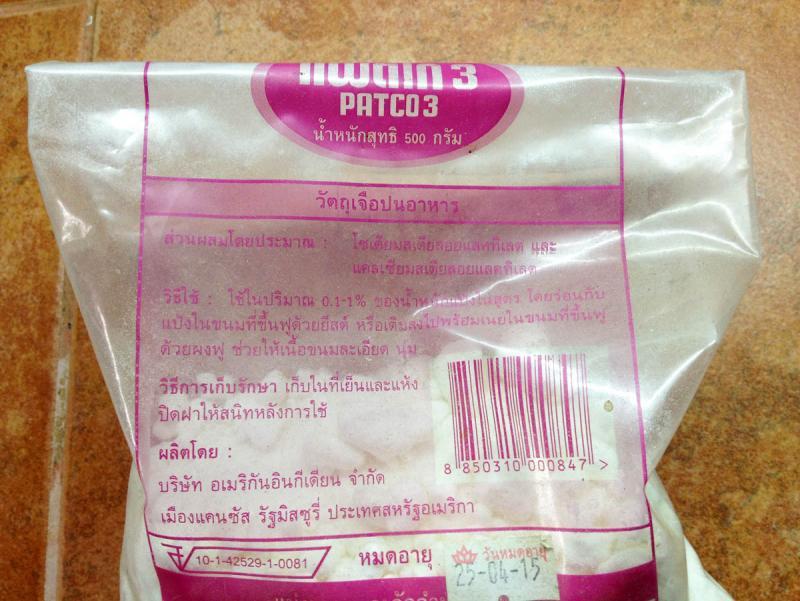 แพตโก้ 3
PATCO3
น้ำหนักสุทธิ 500 กรัม
วัตถุเจือปนอาหาร
ส่วนผสมโดยประมาณ : โซเดียมสเตียลอยแลคทิเลต และ
แคลเซียมสเตียลอยแลคทิเลต
วิธีใช้ : ใช้ในปริมาณ 0.1-1% ของน้ำหนักแป้งในสูตร โดยร่อนกับ
แป้งในขนมที่ขึ้นฟูด้วยยีสต์ หรือเติมลงไปพร้อมเนยในขนมที่ขึ้นฟู
ด้วยผงฟู ช่วยให้เนื้อขนมละเอียด นุ่ม
วิธีการเก็บรักษา เก็บในที่เย็นและแห้ง
ปิดฝาให้สนิทหลังการใช้
8 850310 000847 >
ผลิตโดย :
บริษัท อเมริกันอินกีเดียน จำกัด
เมืองแคนซัส รัฐมิสซูรี่ ประเทศสหรัฐอเมริกา
10-1-42529-1-0081 หมดอายุ วันหมดอายุ
25-04-15